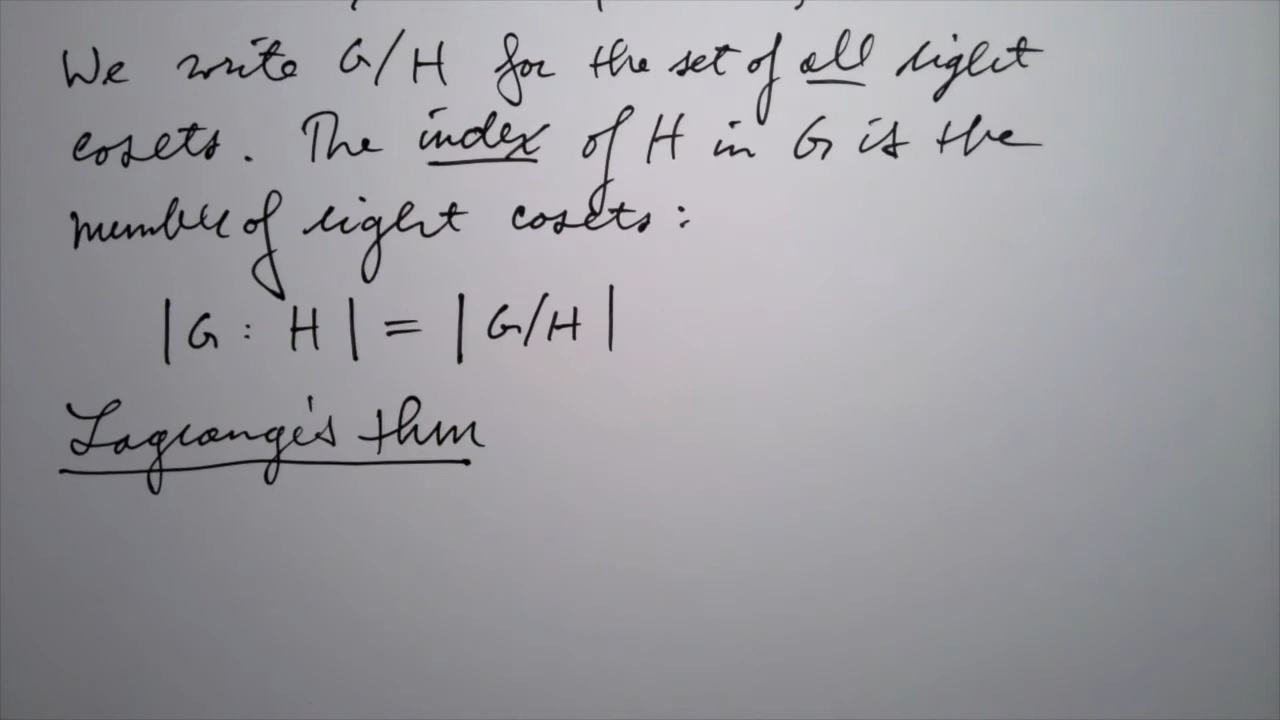 We write G/H for the set of all right
cosets. The index of H in G is the
number of right cosets:
|G : H| = |G/H|
Lagrange's thm